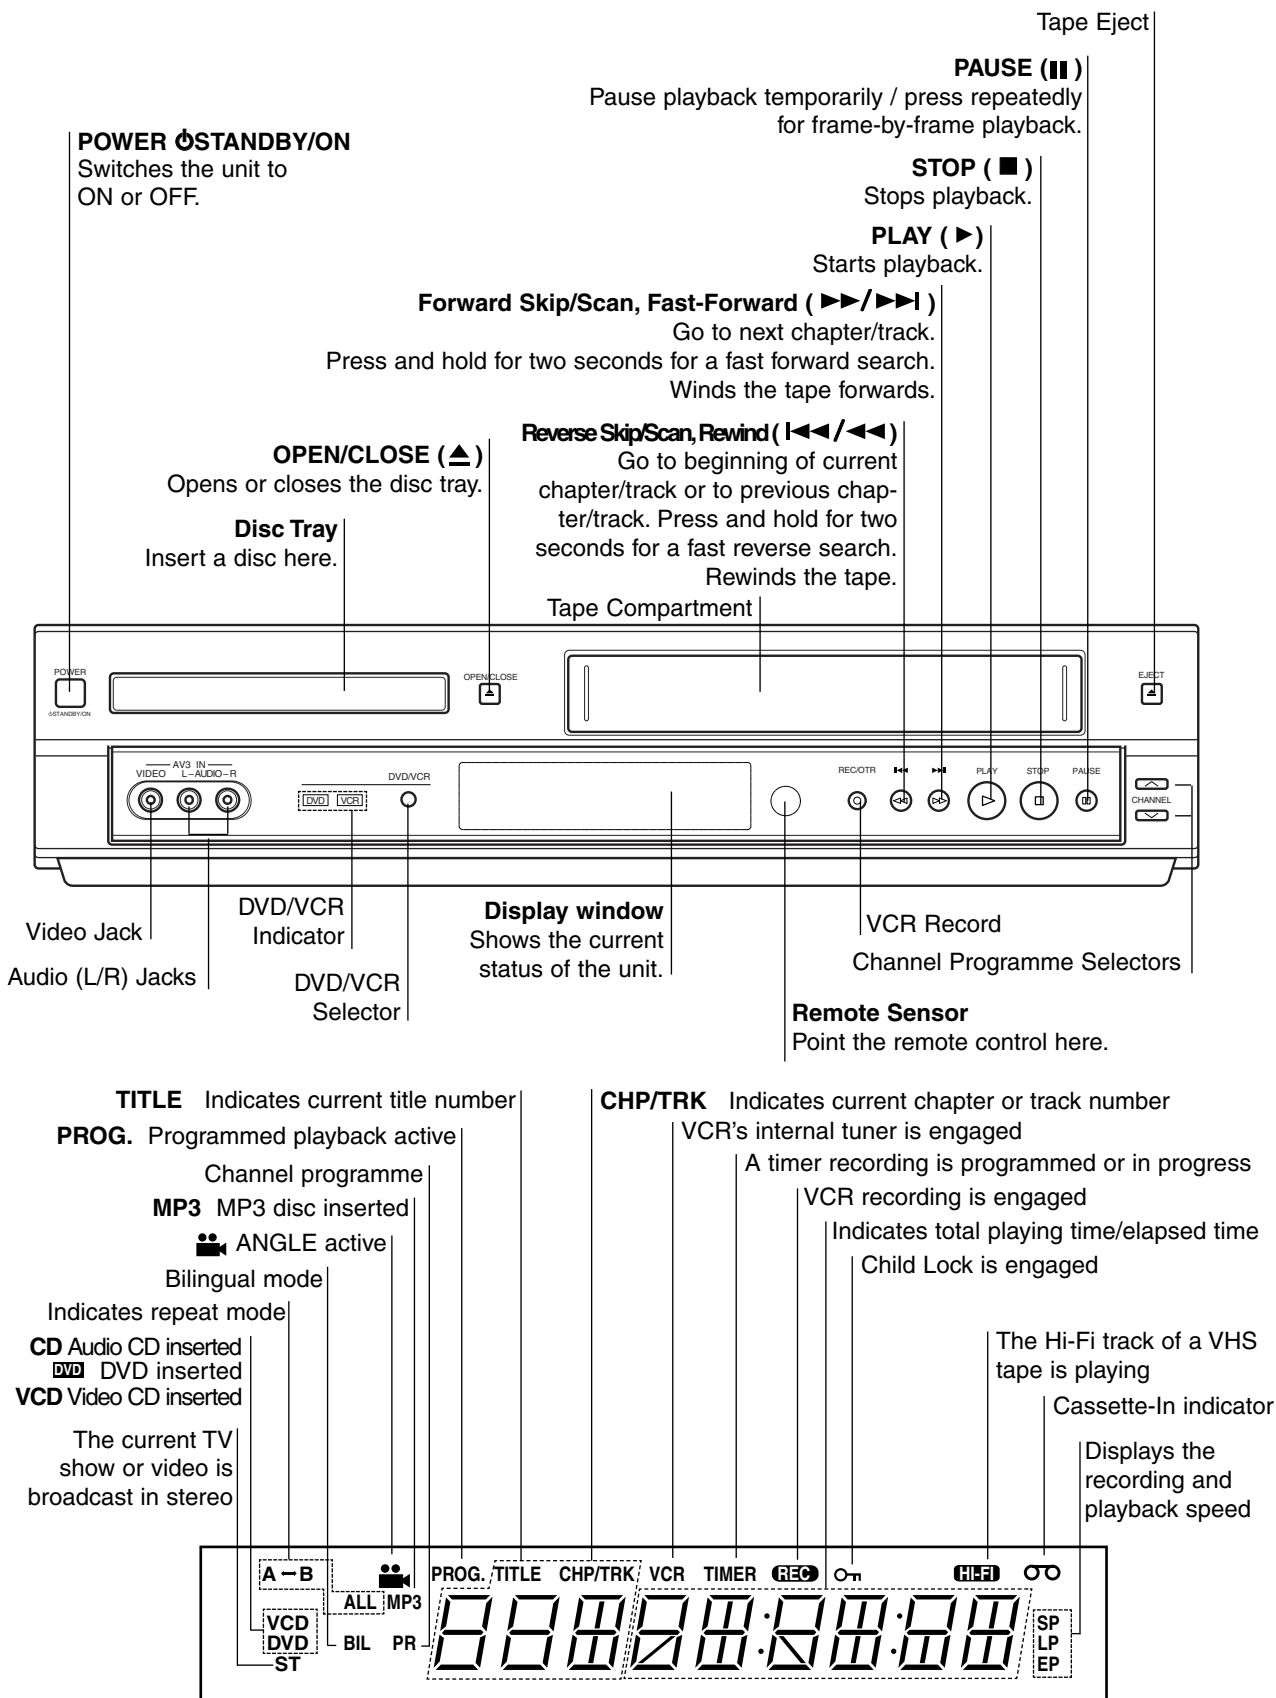 Tape Eject
PAUSE ( )
Pause playback temporarily / press repeatedly
for frame-by-frame playback.
POWER STANDBY/ON
Switches the unit to
ON or OFF.
STOP ( ■ )
Stops playback.
PLAY ( ► )
Starts playback.
Forward Skip/Scan, Fast-Forward ( ►►/►►I )
Go to next chapter/track.
Press and hold for two seconds for a fast forward search.
Winds the tape forwards.
Reverse Skip/Scan, Rewind ( I◄◄/◄◄ )
Go to beginning of current
chapter/track or to previous chap-
ter/track. Press and hold for two
seconds for a fast reverse search.
Rewinds the tape.
OPEN/CLOSE ( )
Opens or closes the disc tray.
Disc Tray
Insert a disc here.
Tape Compartment
POWER
STANDBY/ON
OPEN/CLOSE
EJECT
AV3 IN
VIDEO L–AUDIO–R
DVD VCR
DVD/VCR
REC/OTR
PLAY
STOP
PAUSE
CHANNEL
Video Jack
Audio (L/R) Jacks
DVD/VCR
Indicator
DVD/VCR
Selector
Display window
Shows the current
status of the unit.
VCR Record
Channel Programme Selectors
Remote Sensor
Point the remote control here.
TITLE Indicates current title number
PROG. Programmed playback active
Channel programme
MP3 MP3 disc inserted
ANGLE active
Bilingual mode
Indicates repeat mode
CD Audio CD inserted
DVD DVD inserted
VCD Video CD inserted
The current TV
show or video is
broadcast in stereo
CHP/TRK Indicates current chapter or track number
VCR's internal tuner is engaged
A timer recording is programmed or in progress
VCR recording is engaged
Indicates total playing time/elapsed time
Child Lock is engaged
The Hi-Fi track of a VHS
tape is playing
Cassette-In indicator
Displays the
recording and
playback speed
A B PROG. TITLE CHP/TRK VCR TIMER REC HI-FI
ALL MP3
VCD
DVD
BIL PR
ST
SP
LP
EP